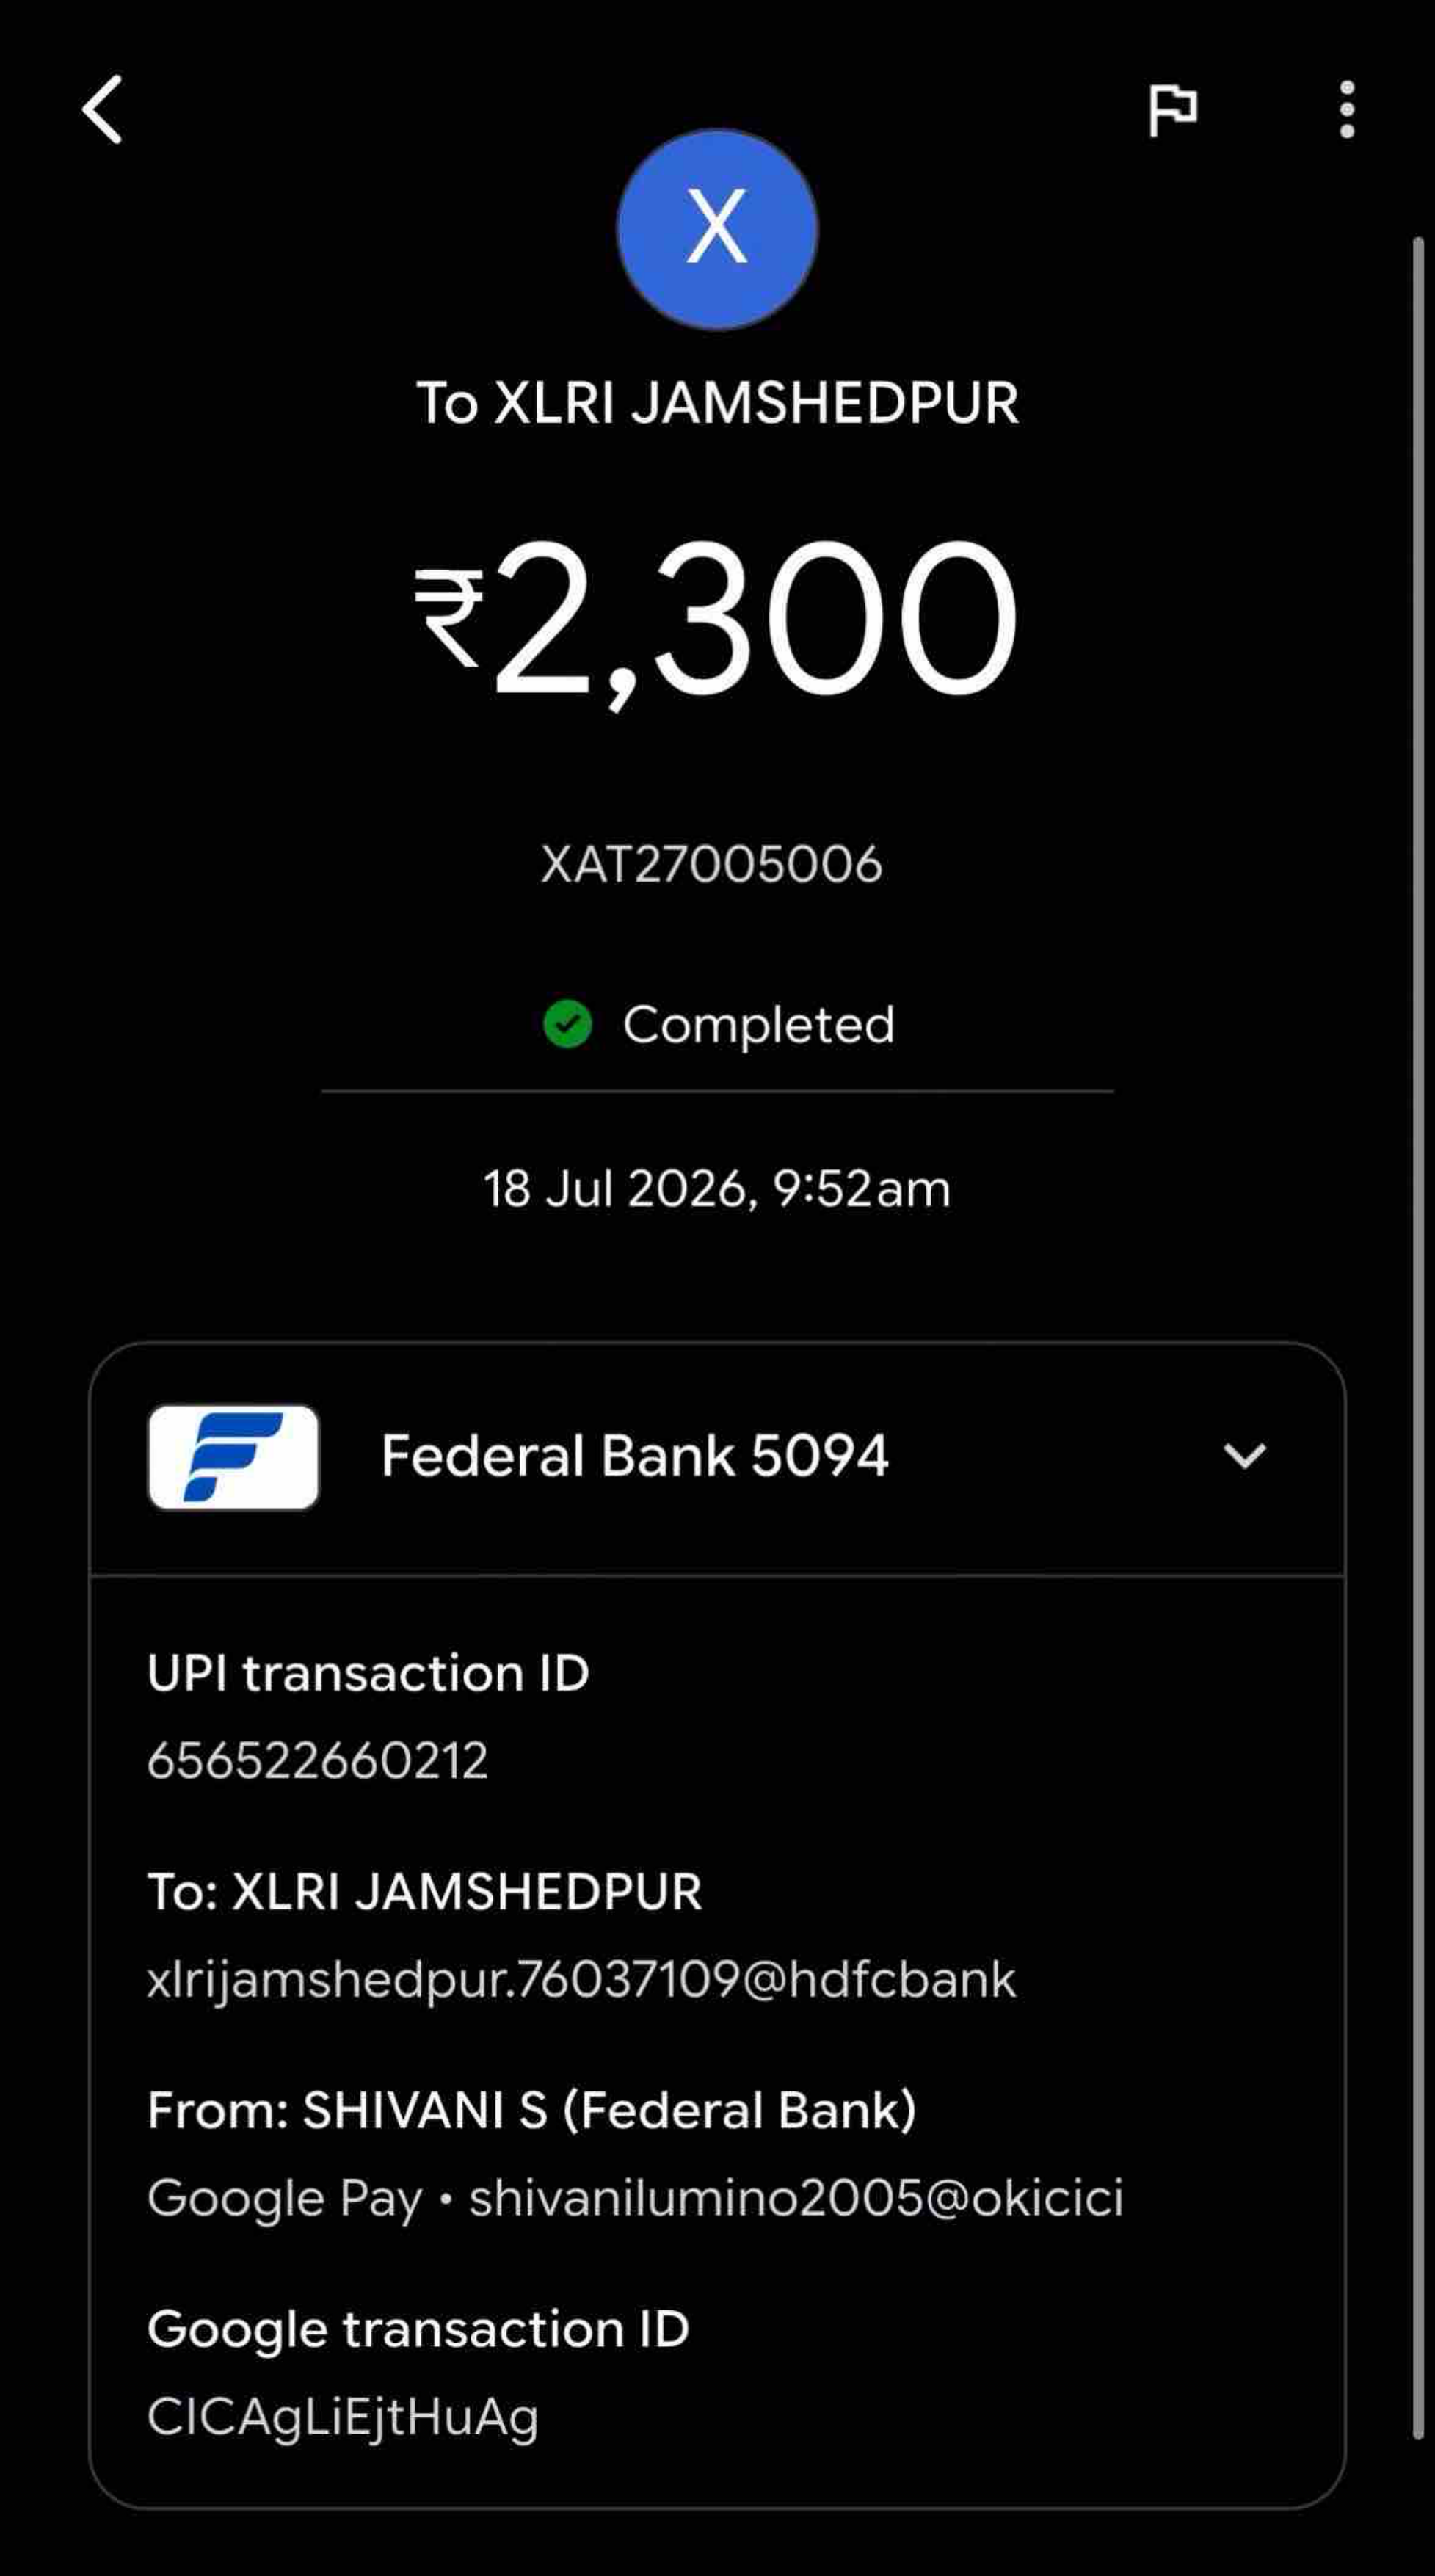 X
To XLRI JAMSHEDPUR
₹2,300
XAT27005006
Completed
18 Jul 2026, 9:52am
Federal Bank 5094
UPI transaction ID
656522660212
To: XLRI JAMSHEDPUR
xlrijamshedpur.76037109@hdfcbank
From: SHIVANI S (Federal Bank)
Google Pay • shivanilumino2005@okicici
Google transaction ID
CICAgLiEjtHuAg